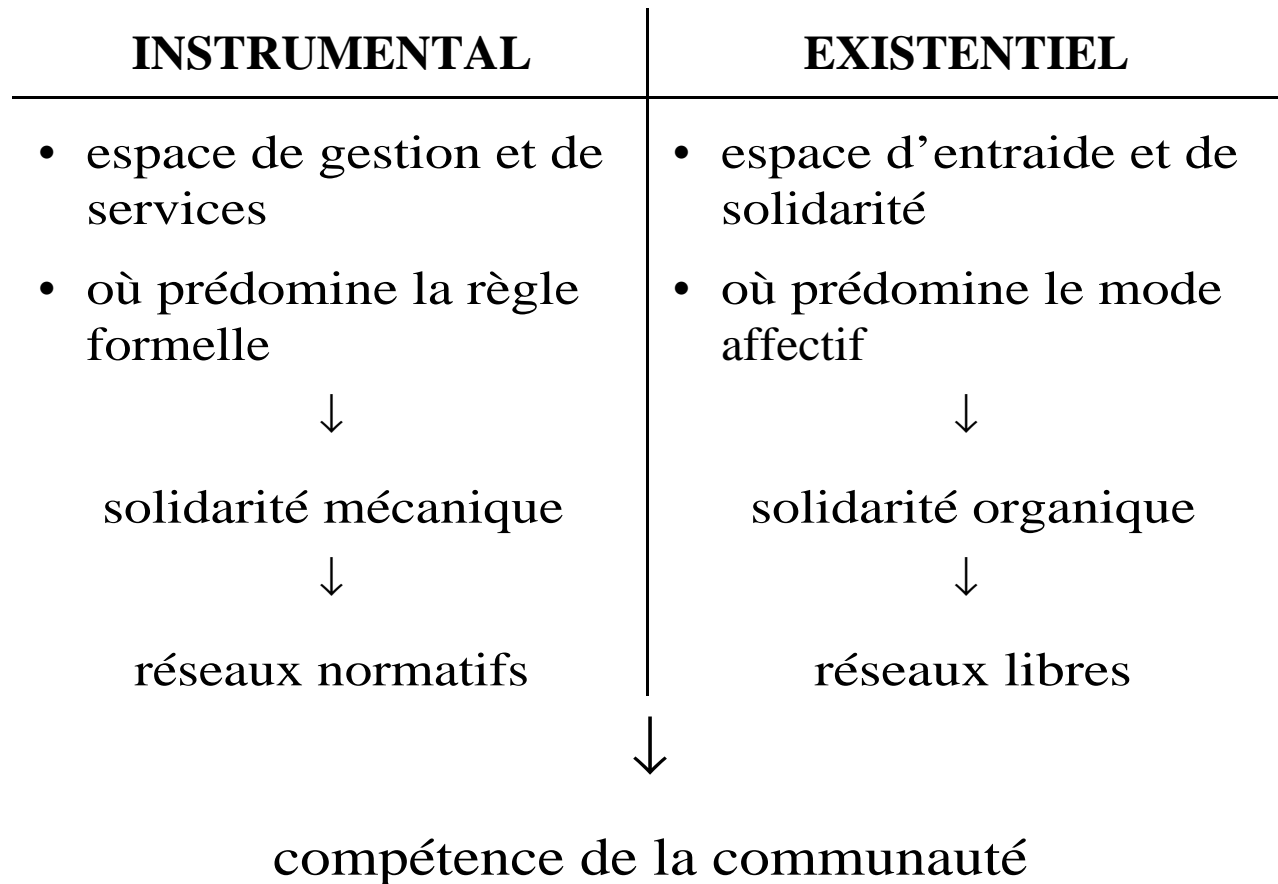 INSTRUMENTAL
• espace de gestion et de
services
• où prédomine la règle
formelle
↓
solidarité mécanique
↓
réseaux normatifs
EXISTENTIEL
• espace d’entraide et de
solidarité
• où prédomine le mode
affectif
↓
solidarité organique
↓
réseaux libres
↓
compétence de la communauté